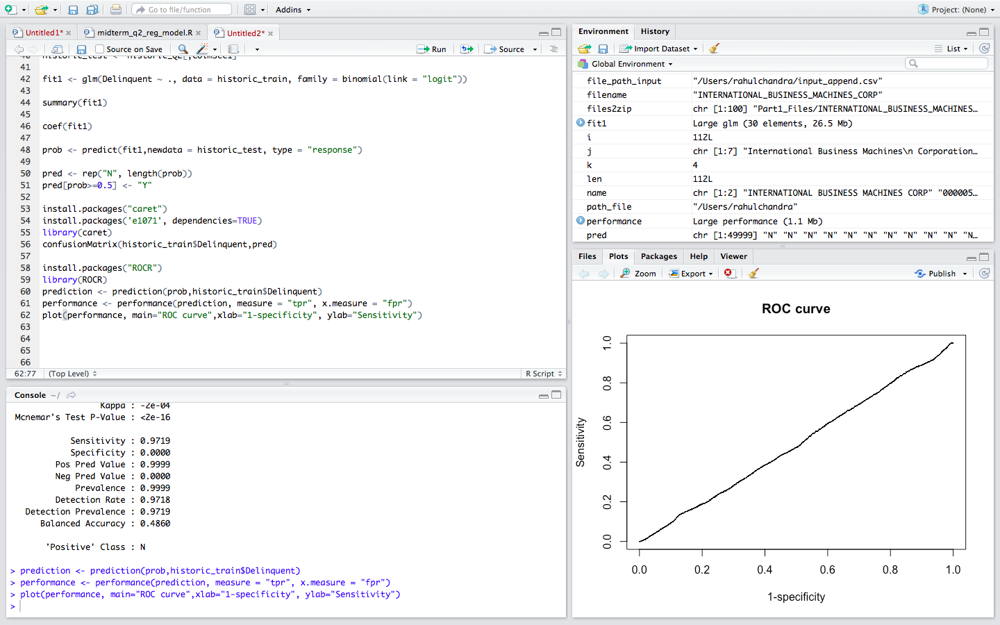 Go to file/function
Addins
Project: (None)
Untitled1*
midterm_q2_reg_model.R
Untitled2*
Source on Save
Run
Source
41
42 fit1 <- glm(Delinquent ~ ., data = historic_train, family = binomial(link = "logit"))
43
44 summary(fit1)
45
46 coef(fit1)
47
48 prob <- predict(fit1,newdata = historic_test, type = "response")
49
50 pred <- rep("N", length(prob))
51 pred[prob>=0.5] <- "Y"
52
53 install.packages("caret")
54 install.packages('e1071', dependencies=TRUE)
55 library(caret)
56 confusionMatrix(historic_train$Delinquent,pred)
57
58 install.packages("ROCR")
59 library(ROCR)
60 prediction <- prediction(prob,historic_train$Delinquent)
61 performance <- performance(prediction, measure = "tpr", x.measure = "fpr")
62 plot(performance, main="ROC curve",xlab="1-specificity", ylab="Sensitivity")
63
64
65
66
62:77
(Top Level)
R Script
Console ~/
Kappa : -2e-04
Mcnemar's Test P-Value : <2e-16
Sensitivity : 0.9719
Specificity : 0.0000
Pos Pred Value : 0.9999
Neg Pred Value : 0.0000
Prevalence : 0.9999
Detection Rate : 0.9718
Detection Prevalence : 0.9719
Balanced Accuracy : 0.4860
'Positive' Class : N
> prediction <- prediction(prob,historic_train$Delinquent)
> performance <- performance(prediction, measure = "tpr", x.measure = "fpr")
> plot(performance, main="ROC curve",xlab="1-specificity", ylab="Sensitivity")
>
Environment
History
Import Dataset
List
Global Environment
file_path_input "/Users/rahulchandra/input_append.csv"
filename "INTERNATIONAL_BUSINESS_MACHINES_CORP"
files2zip chr [1:100] "Part1_Files/INTERNATIONAL_BUSINESS_MACHINES…
fit1 Large glm (30 elements, 26.5 Mb)
i 112L
j chr [1:7] "International Business Machines\n Corporation…
k 4
len 112L
name chr [1:2] "INTERNATIONAL BUSINESS MACHINES CORP" "000005…
path_file "/Users/rahulchandra"
performance Large performance (1.1 Mb)
pred chr [1:49999] "N" "N" "N" "N" "N" "N" "N" "N" "N" "N…
Files
Plots
Packages
Help
Viewer
Zoom
Export
Publish
ROC curve
Sensitivity
1.0
0.8
0.6
0.4
0.2
0.0
0.0 0.2 0.4 0.6 0.8 1.0
1-specificity